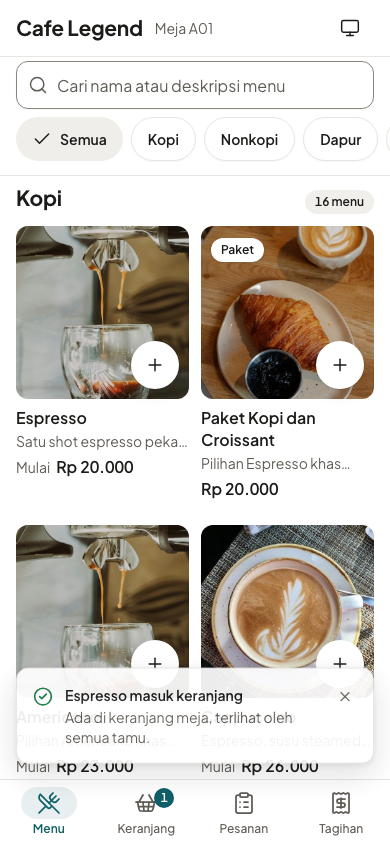 Cafe Legend Meja A01
Cari nama atau deskripsi menu
Semua Kopi Nonkopi Dapur
Kopi 16 menu
Paket
Espresso
Satu shot espresso peka…
Mulai Rp 20.000
Paket Kopi dan
Croissant
Pilihan Espresso khas…
Rp 20.000
Espresso masuk keranjang
Ada di keranjang meja, terlihat oleh
semua tamu.
Mulai Rp 23.000
Mulai Rp 26.000
1
Menu Keranjang Pesanan Tagihan